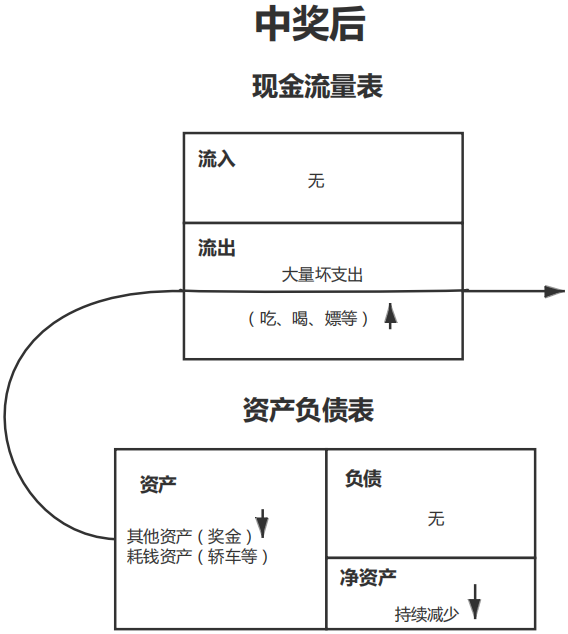 中奖后
现金流量表
流入
无
流出
大量坏支出
（吃、喝、嫖等）
资产负债表
资产
其他资产（奖金）
耗钱资产（轿车等）
负债
无
净资产
持续减少